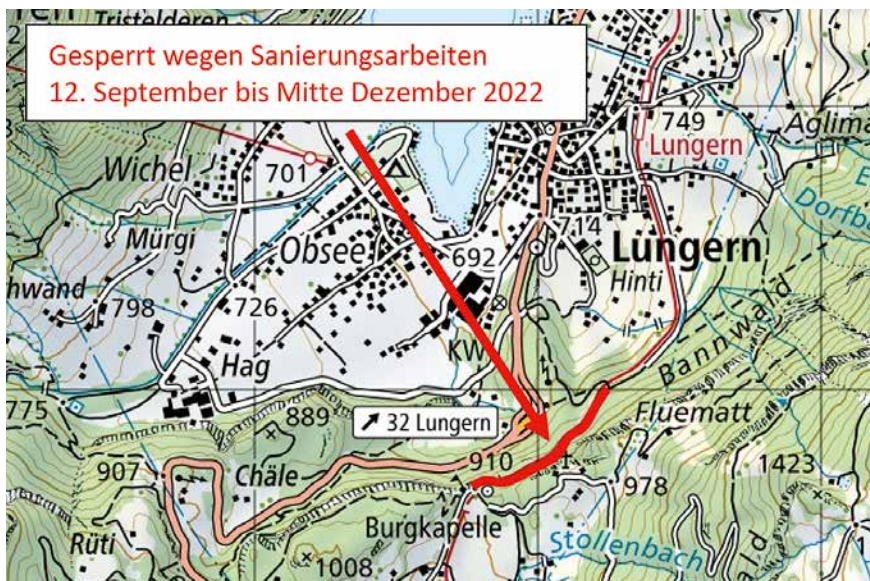 Tristelderen
Gesperrt wegen Sanierungsarbeiten
12. September bis Mitte Dezember 2022
749
Aglima
Lungern
Wichel
701
Dorfb
Mürgi
Obsee
692
714
Lungern
Hinti
hwand
798
726
KW
Bannwald
Hag
775
889
32 Lungern
Fluematt
907
Chäle
910
978
1423
Burgkapelle
Rüti
1008
Stollenbach